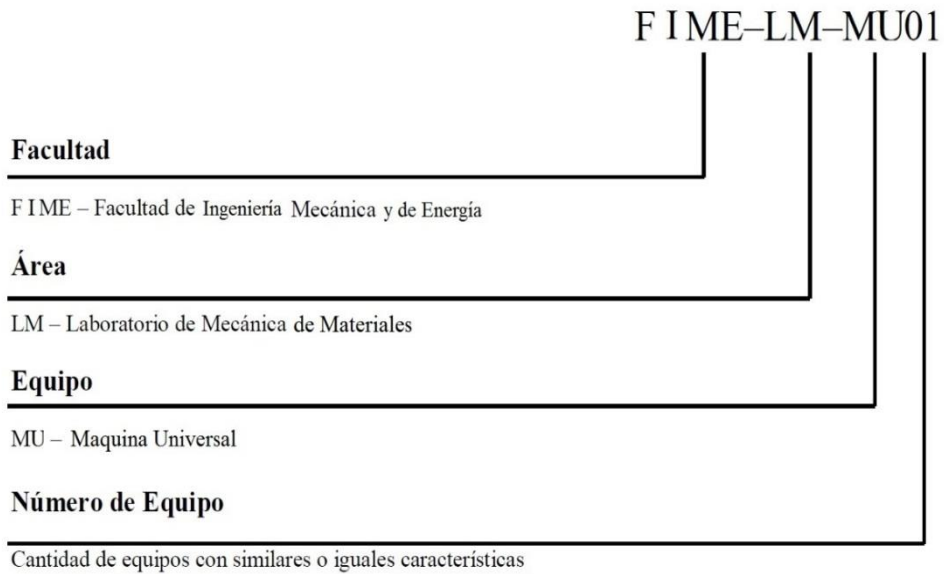 F I ME–LM–MU01
Facultad
F I ME – Facultad de Ingeniería Mecánica y de Energía
Área
LM – Laboratorio de Mecánica de Materiales
Equipo
MU – Maquina Universal
Número de Equipo
Cantidad de equipos con similares o iguales características